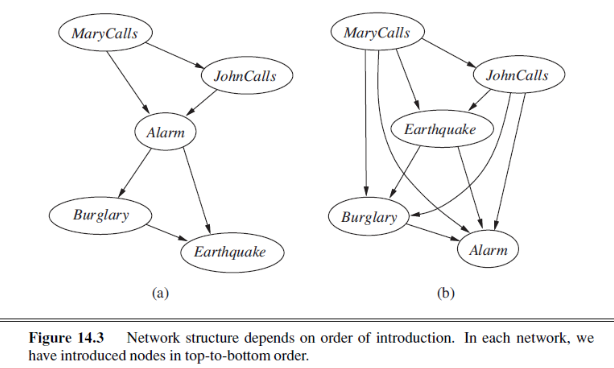 MaryCalls
JohnCalls
Alarm
Burglary
Earthquake
(a)
MaryCalls
JohnCalls
Earthquake
Burglary
Alarm
(b)
Figure 14.3 Network structure depends on order of introduction. In each network, we
have introduced nodes in top-to-bottom order.